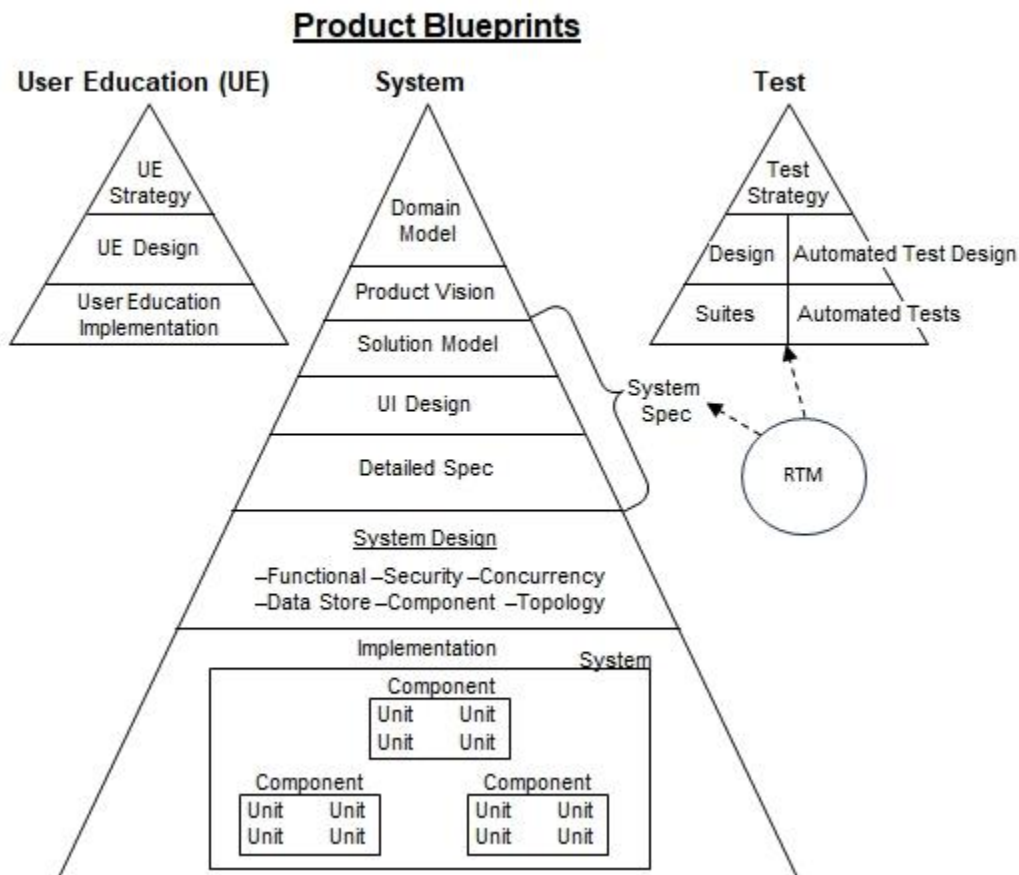 Product Blueprints
User Education (UE)
UE
Strategy
UE Design
User Education
Implementation
System
Domain
Model
Product Vision
Solution Model
UI Design
Detailed Spec
System
Spec
System Design
–Functional –Security –Concurrency
–Data Store –Component –Topology
Implementation
System
Component
Unit Unit
Unit Unit
Component
Unit Unit
Unit Unit
Component
Unit Unit
Unit Unit
Test
Test
Strategy
Design
Automated Test Design
Suites
Automated Tests
RTM